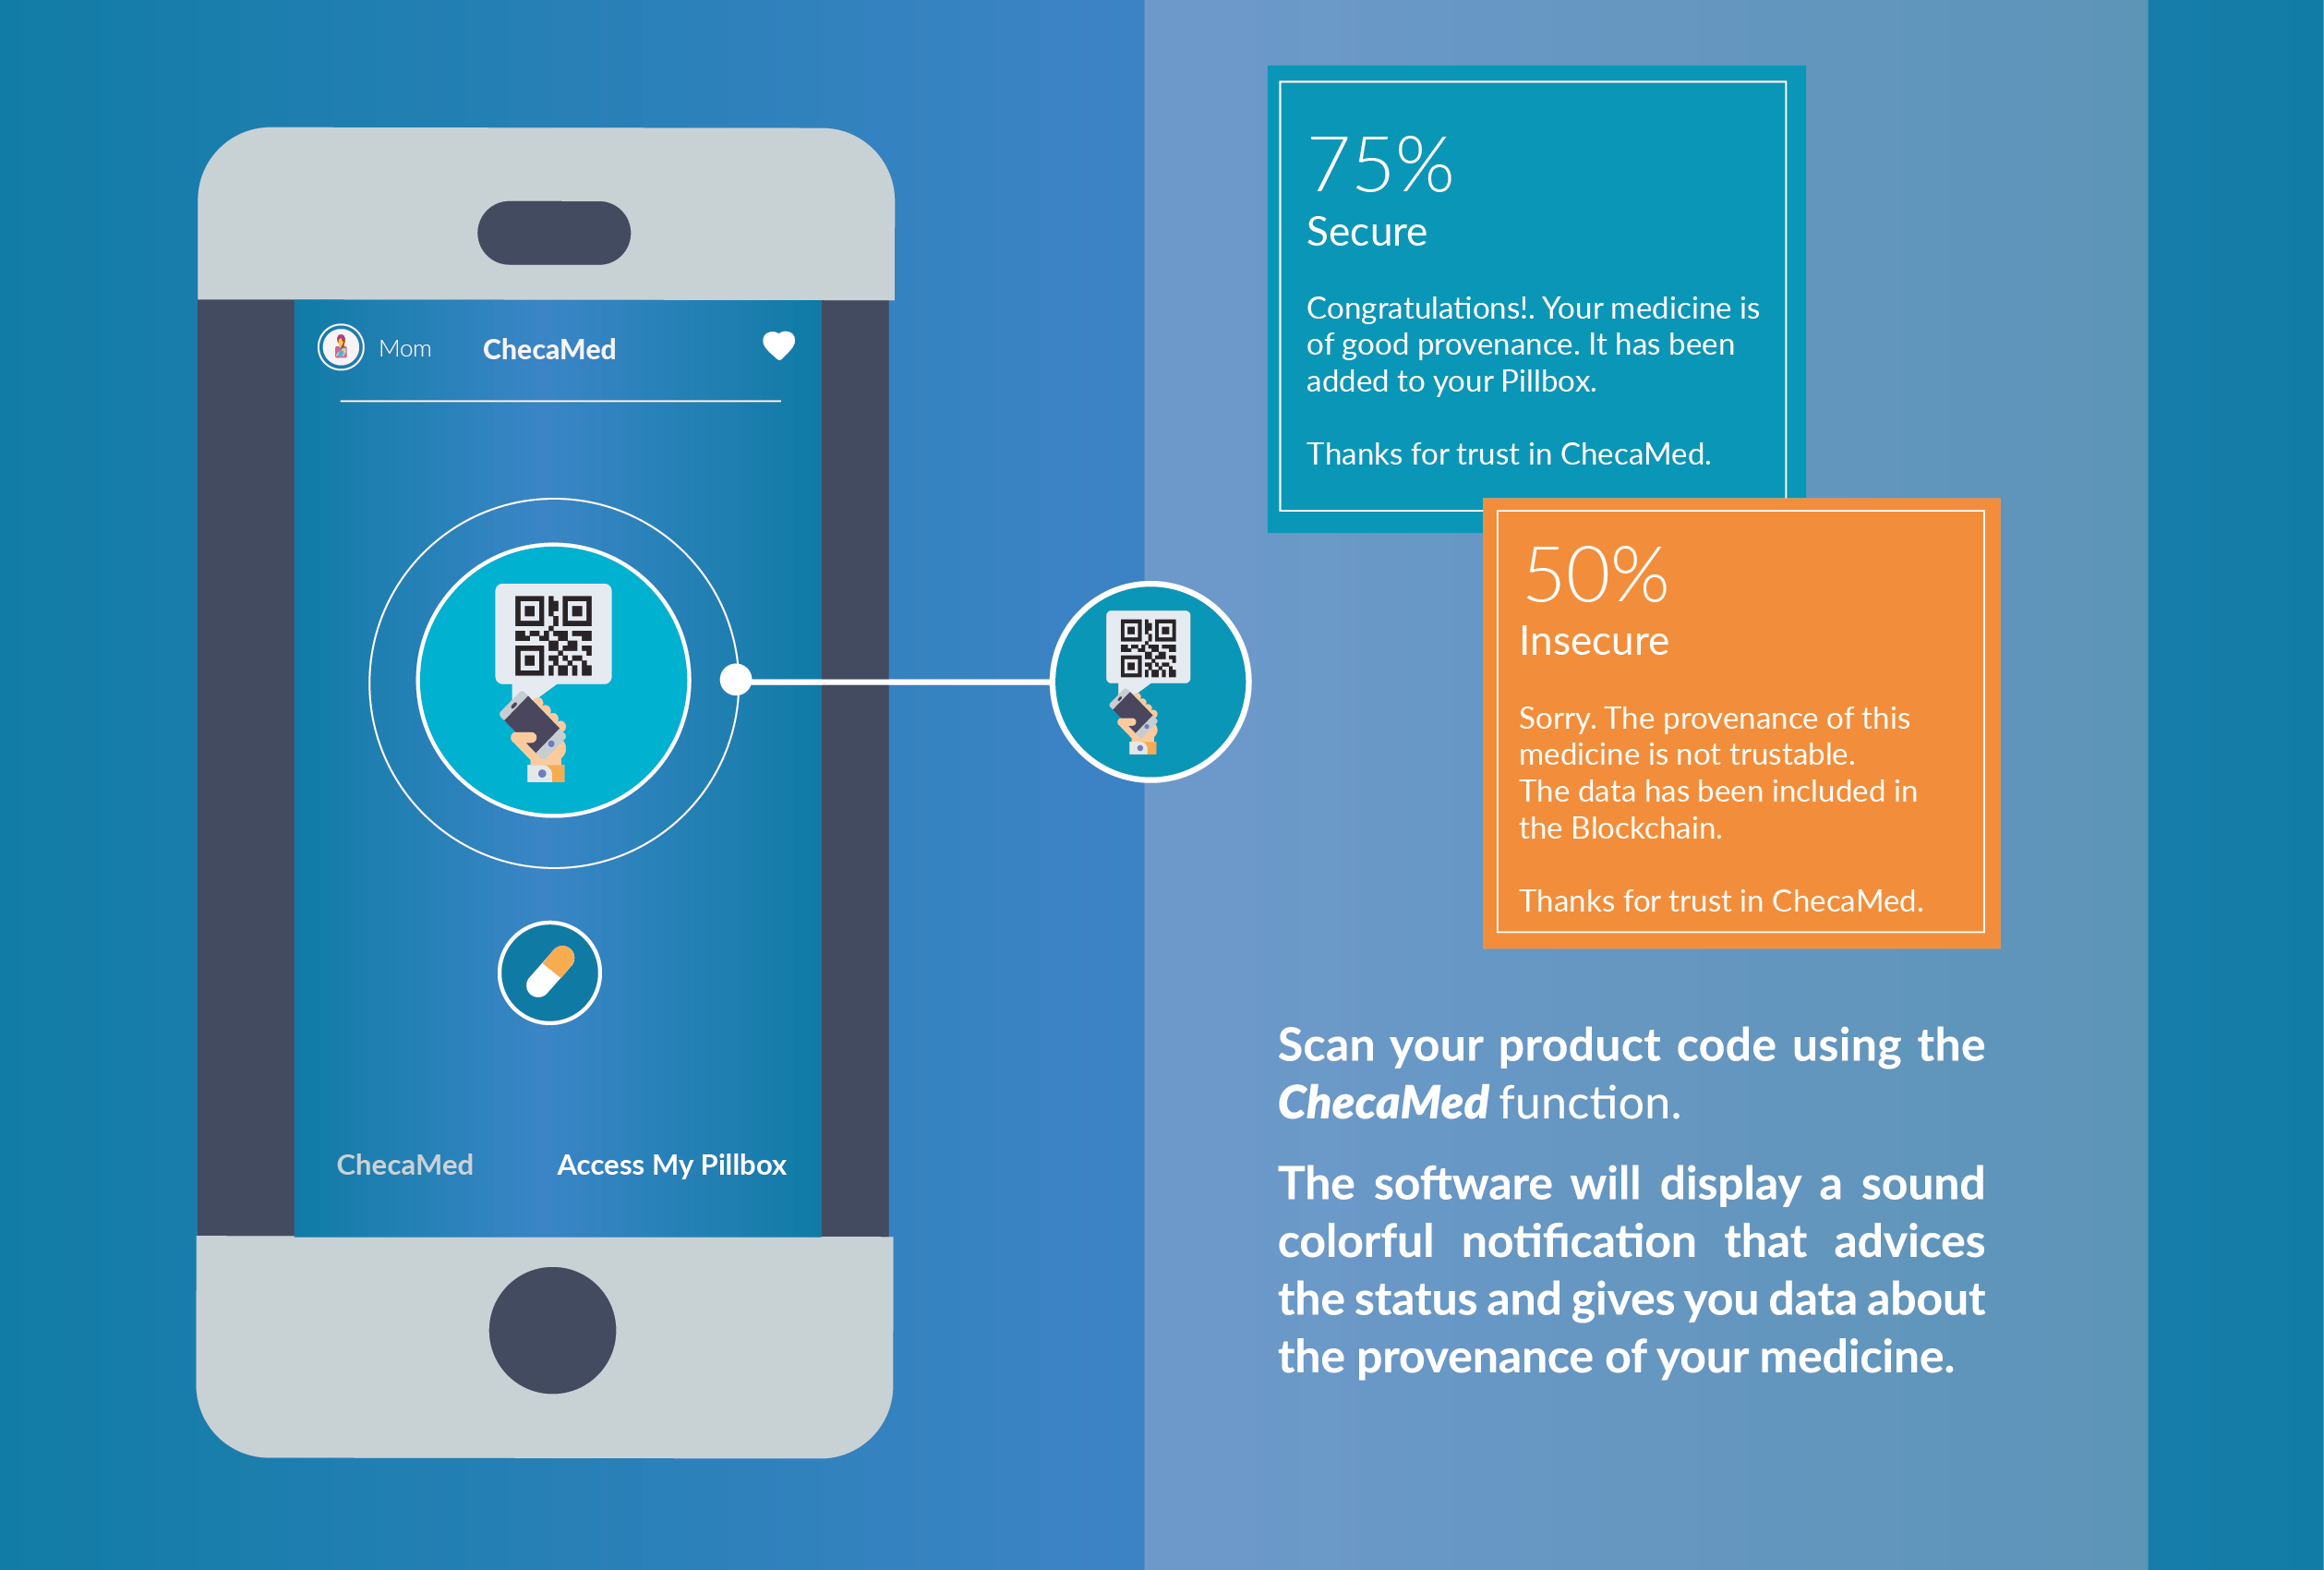 Mom
ChecaMed
ChecaMed
Access My Pillbox
75%
Secure
Congratulations!. Your medicine is
of good provenance. It has been
added to your Pillbox.
Thanks for trust in ChecaMed.
50%
Insecure
Sorry. The provenance of this
medicine is not trustable.
The data has been included in
the Blockchain.
Thanks for trust in ChecaMed.
Scan your product code using the
ChecaMed function.
The software will display a sound
colorful notification that advices
the status and gives you data about
the provenance of your medicine.